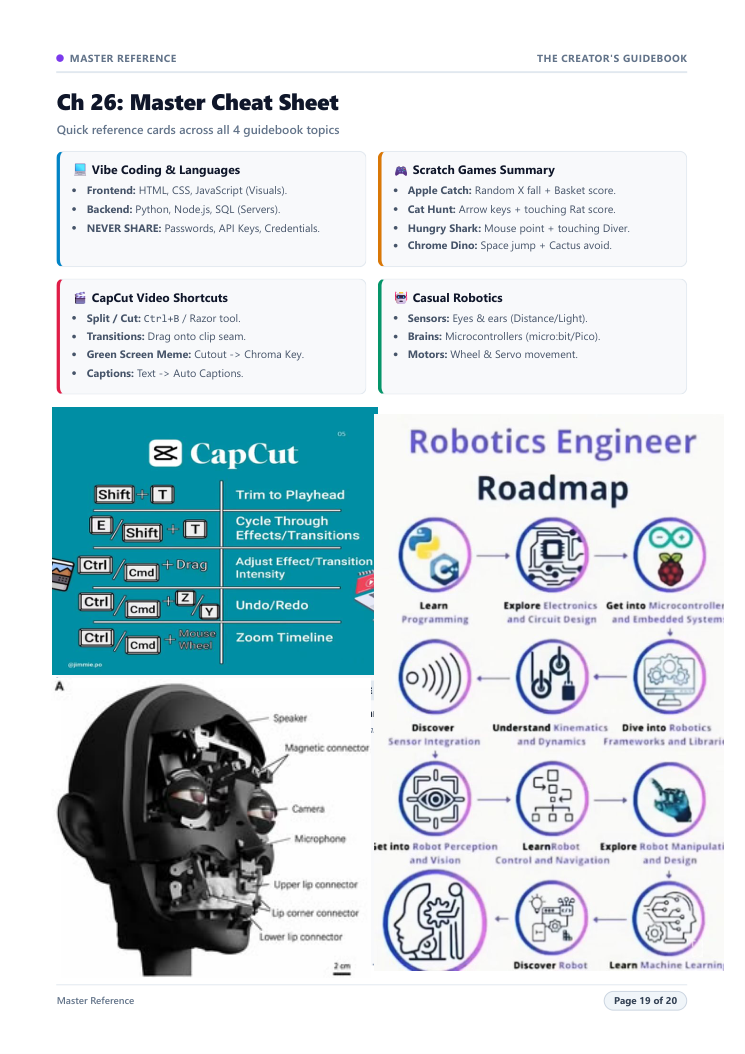 MASTER REFERENCE
THE CREATOR'S GUIDEBOOK
Ch 26: Master Cheat Sheet
Quick reference cards across all 4 guidebook topics
Vibe Coding & Languages
• Frontend: HTML, CSS, JavaScript (Visuals).
• Backend: Python, Node.js, SQL (Servers).
• NEVER SHARE: Passwords, API Keys, Credentials.
Scratch Games Summary
• Apple Catch: Random X fall + Basket score.
• Cat Hunt: Arrow keys + touching Rat score.
• Hungry Shark: Mouse point + touching Diver.
• Chrome Dino: Space jump + Cactus avoid.
CapCut Video Shortcuts
• Split / Cut: Ctrl+B / Razor tool.
• Transitions: Drag onto clip seam.
• Green Screen Meme: Cutout -> Chroma Key.
• Captions: Text -> Auto Captions.
Casual Robotics
• Sensors: Eyes & ears (Distance/Light).
• Brains: Microcontrollers (micro:bit/Pico).
• Motors: Wheel & Servo movement.
05
CapCut
Shift + T
Trim to Playhead
E / Shift + T
Cycle Through
Effects/Transitions
Ctrl / Cmd + Drag
Adjust Effect/Transition
Intensity
Ctrl / Cmd + Z / Y
Undo/Redo
Ctrl / Cmd + Mouse
Wheel
Zoom Timeline
@jimmie.po
A
Speaker
Magnetic connector
Camera
Microphone
Upper lip connector
Lip corner connector
Lower lip connector
2 cm
Robotics Engineer
Roadmap
Learn
Programming
Explore Electronics
and Circuit Design
Get into Microcontroller
and Embedded System
Discover
Sensor Integration
Understand Kinematics
and Dynamics
Dive into Robotics
Frameworks and Librari
et into Robot Perception
and Vision
LearnRobot
Control and Navigation
Explore Robot Manipulati
and Design
Discover Robot
Learn Machine Learning
Master Reference
Page 19 of 20